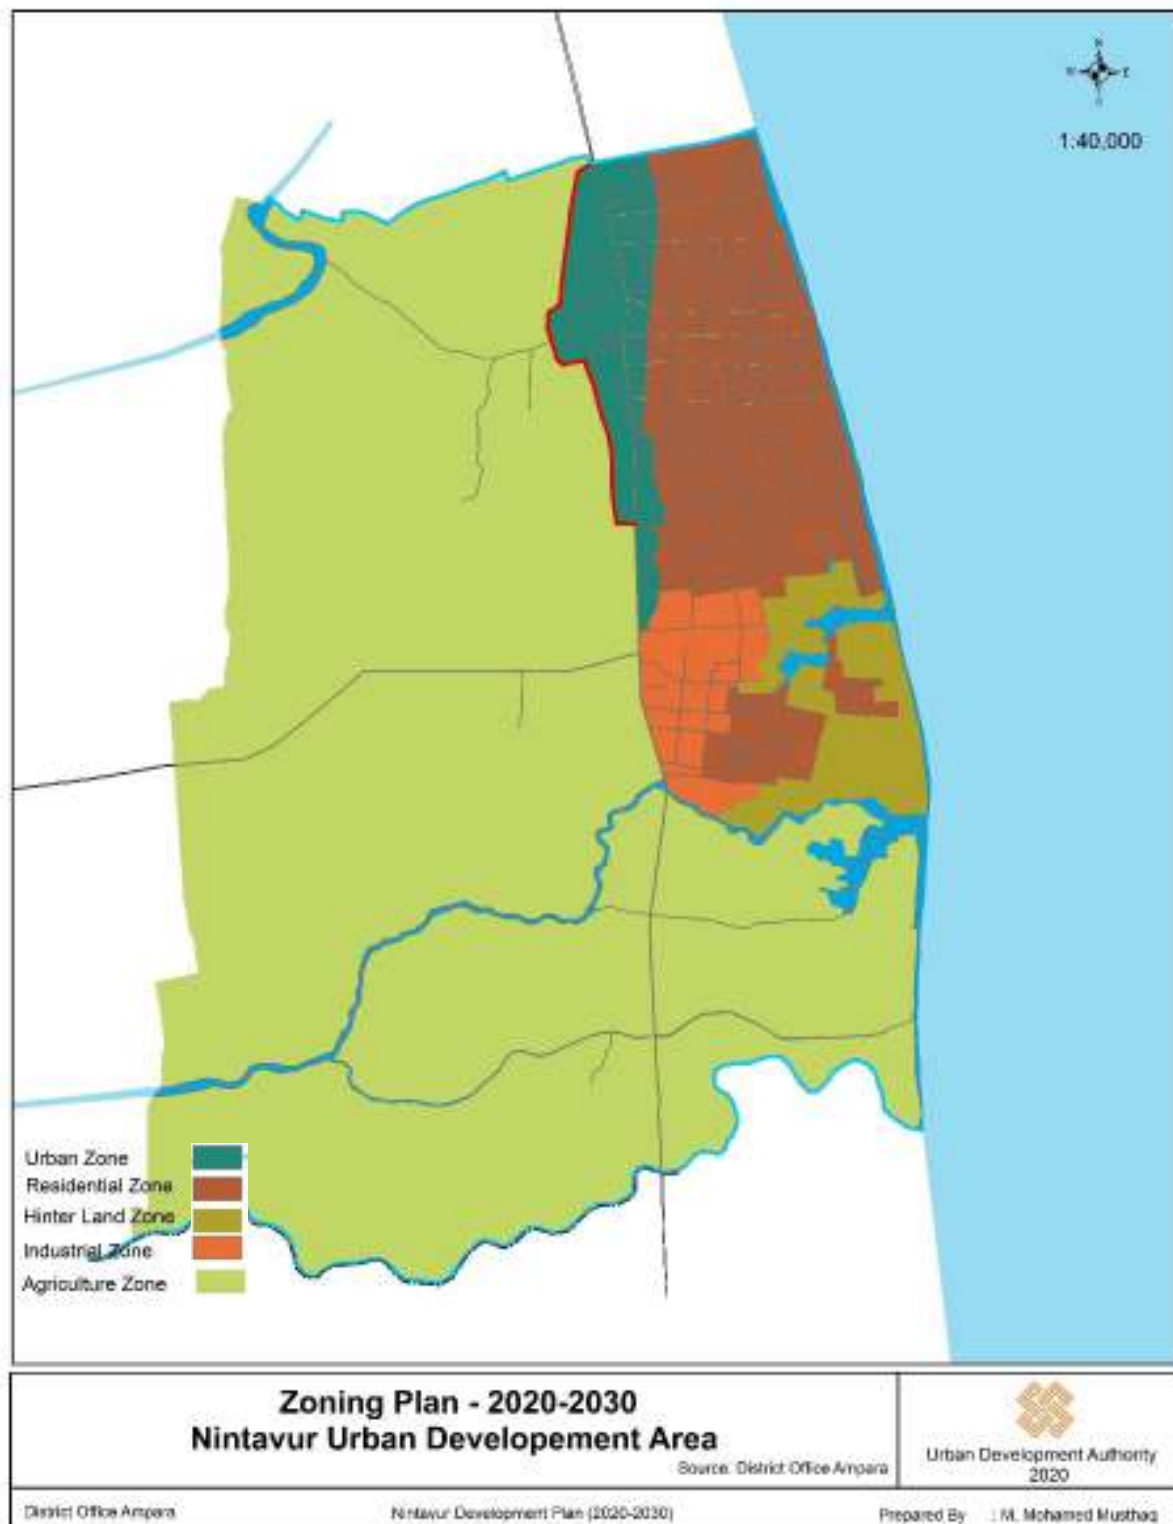 N
W E
S
1:40,000
Urban Zone
Residential Zone
Hinter Land Zone
Industrial Zone
Agriculture Zone
Zoning Plan - 2020-2030
Nintavur Urban Developement Area
Source: District Office Ampara
Urban Development Authority
2020
District Office Ampara Nintavur Development Plan (2020-2030) Prepared By : M. Mohamed Musthaq